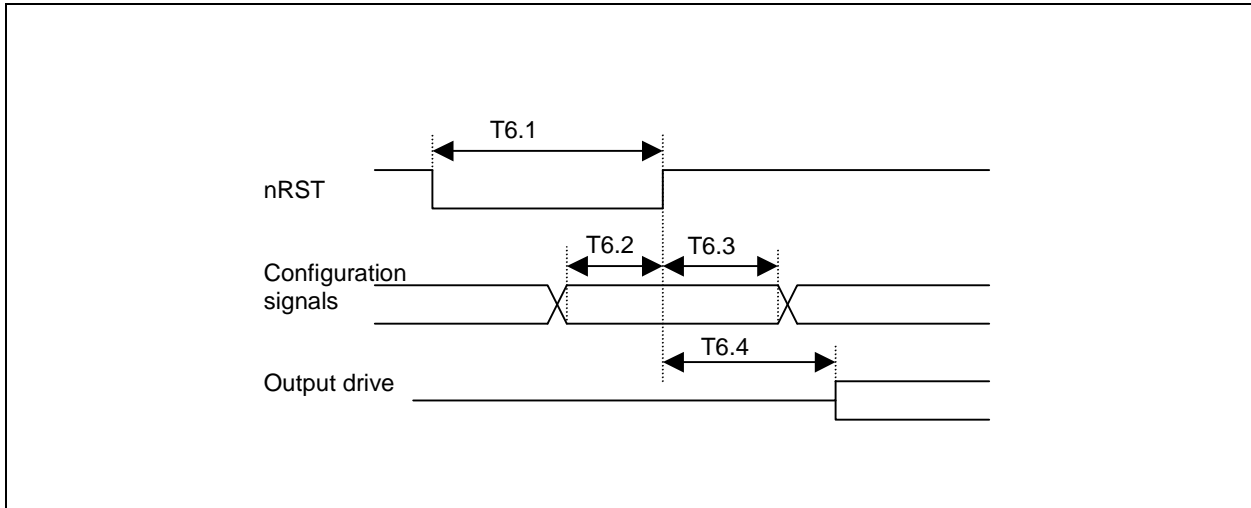 T6.1
nRST
T6.2
T6.3
Configuration
signals
T6.4
Output drive